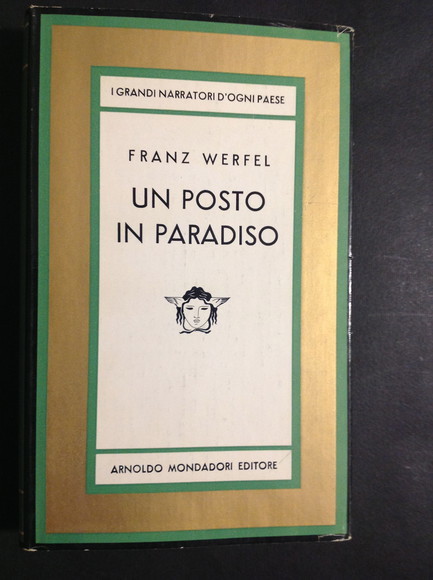 I GRANDI NARRATORI D'OGNI PAESE
FRANZ WERFEL
UN POSTO
IN PARADISO
ARNOLDO MONDADORI EDITORE